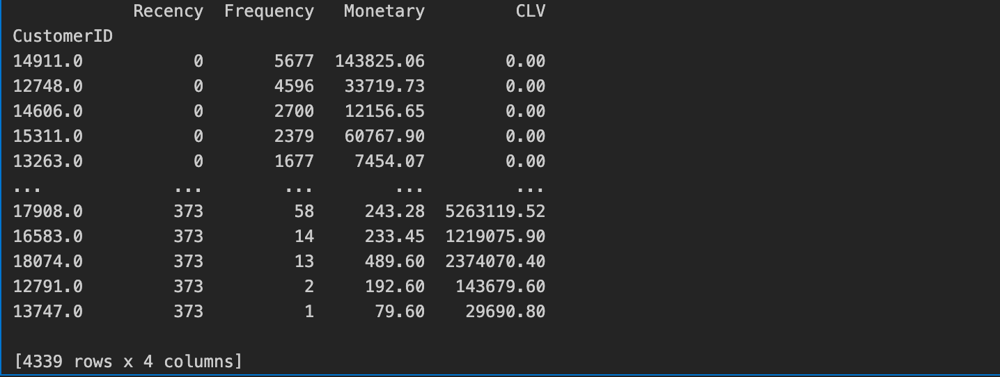 Recency Frequency Monetary CLV
CustomerID
14911.0 0 5677 143825.06 0.00
12748.0 0 4596 33719.73 0.00
14606.0 0 2700 12156.65 0.00
15311.0 0 2379 60767.90 0.00
13263.0 0 1677 7454.07 0.00
... ... ... ... ...
17908.0 373 58 243.28 5263119.52
16583.0 373 14 233.45 1219075.90
18074.0 373 13 489.60 2374070.40
12791.0 373 2 192.60 143679.60
13747.0 373 1 79.60 29690.80
[4339 rows x 4 columns]